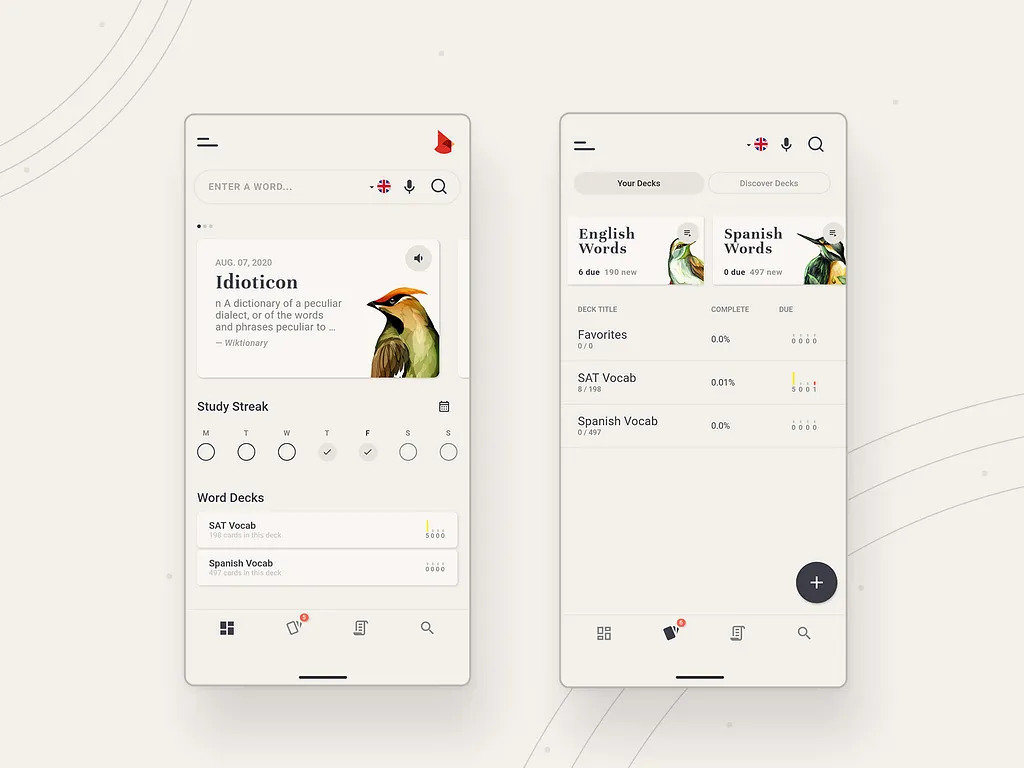 ENTER A WORD...
AUG. 07, 2020
Idioticon
n A dictionary of a peculiar
dialect, or of the words
and phrases peculiar to ...
— Wiktionary
Study Streak
M T W T F S S
Word Decks
SAT Vocab
198 cards in this deck
5 0 0 0
Spanish Vocab
497 cards in this deck
0 0 0 0
Your Decks
Discover Decks
English
Words
6 due 190 new
Spanish
Words
0 due 497 new
DECK TITLE COMPLETE DUE
Favorites
0 / 0
0.0%
0 0 0 0
SAT Vocab
8 / 198
0.01%
5 0 0 1
Spanish Vocab
0 / 497
0.0%
0 0 0 0